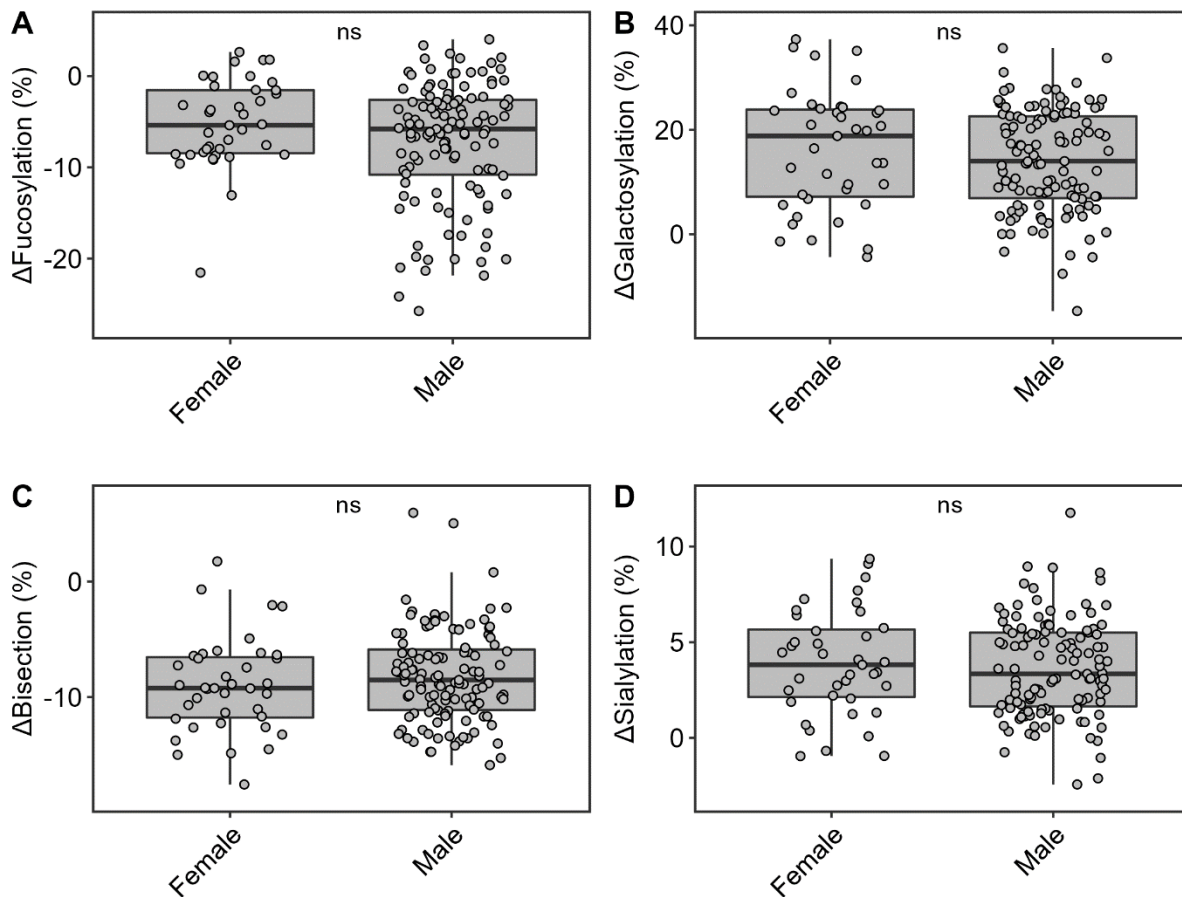 A
ns
ΔFucosylation (%)
0
-10
-20
Female
Male
B
ns
ΔGalactosylation (%)
40
20
0
Female
Male
C
ns
ΔBisection (%)
0
-10
Female
Male
D
ns
ΔSialylation (%)
10
5
0
Female
Male